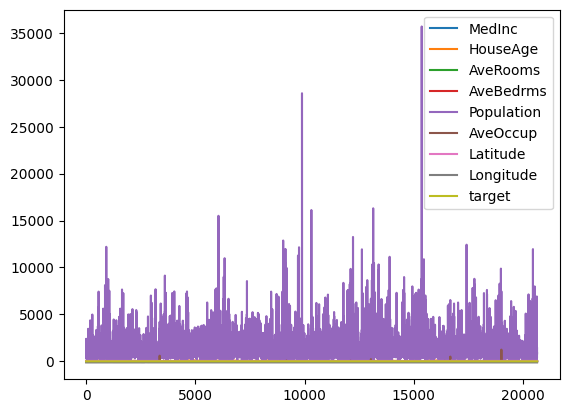 35000
30000
25000
20000
15000
10000
5000
0
0 5000 10000 15000 20000
MedInc
HouseAge
AveRooms
AveBedrms
Population
AveOccup
Latitude
Longitude
target